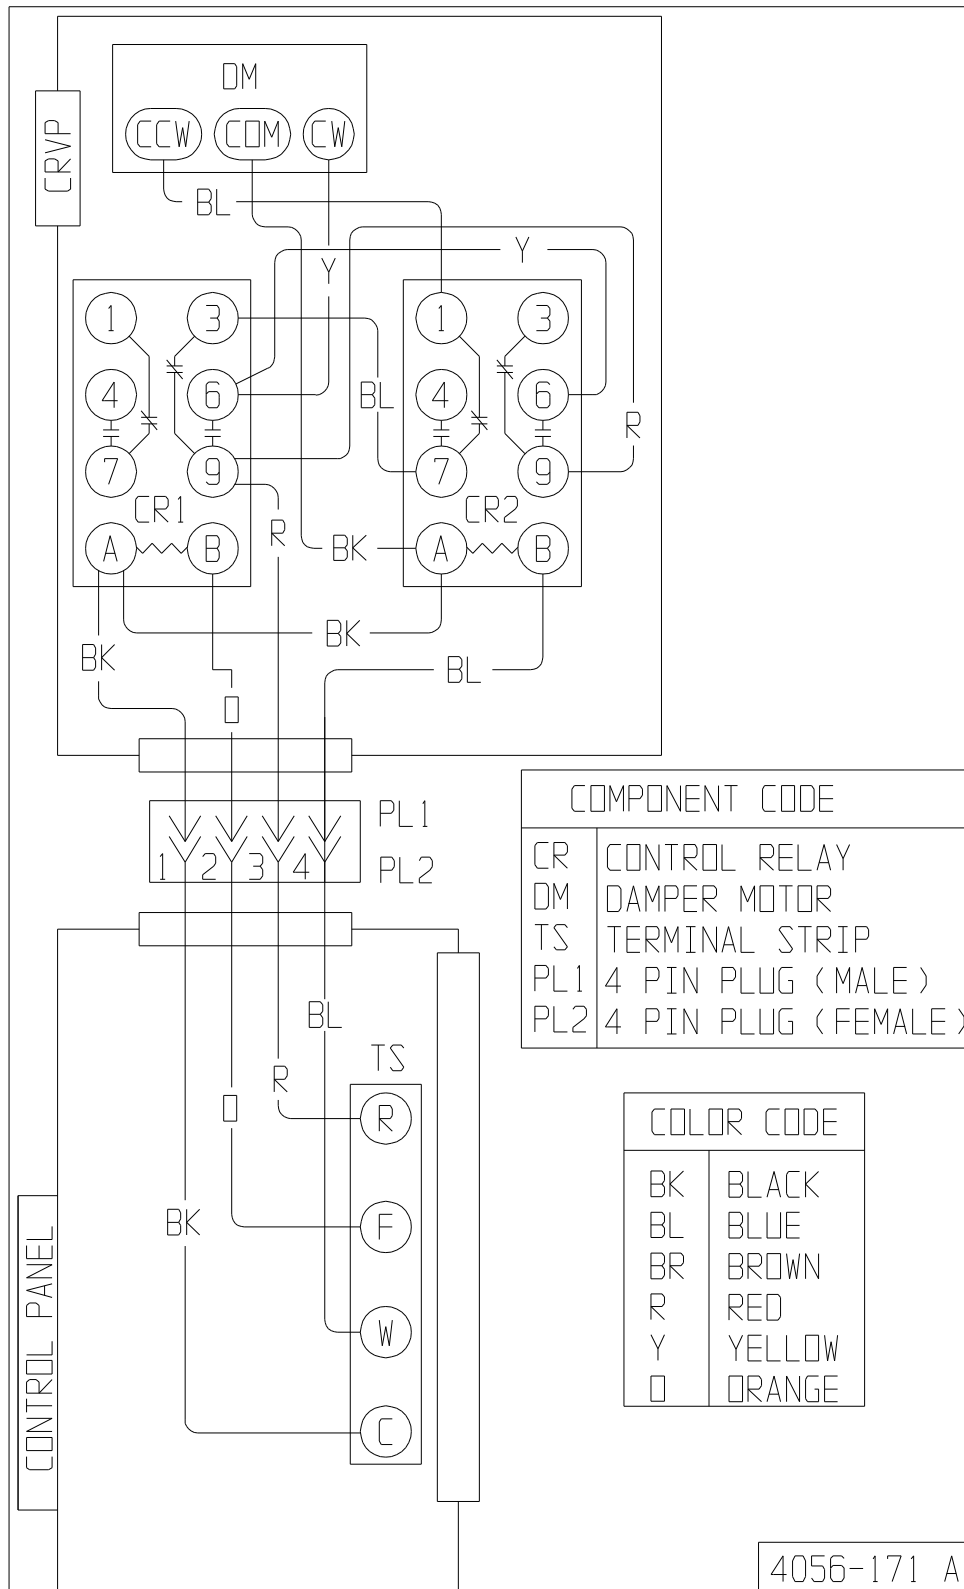 DM
CCW COM CW
CRVP
BL
Y
Y
1 3
1 3
4 6
BL
4 6
R
7 9
7 9
CR1
CR2
R
A B
BK
A B
BK
BK
BL
O
PL1
1 2 3 4
PL2
COMPONENT CODE
CR CONTROL RELAY
DM DAMPER MOTOR
TS TERMINAL STRIP
PL1 4 PIN PLUG (MALE)
PL2 4 PIN PLUG (FEMALE)
BL
TS
R
O
R
BK
F
W
C
CONTROL PANEL
COLOR CODE
BK BLACK
BL BLUE
BR BROWN
R RED
Y YELLOW
O ORANGE
4056-171 A